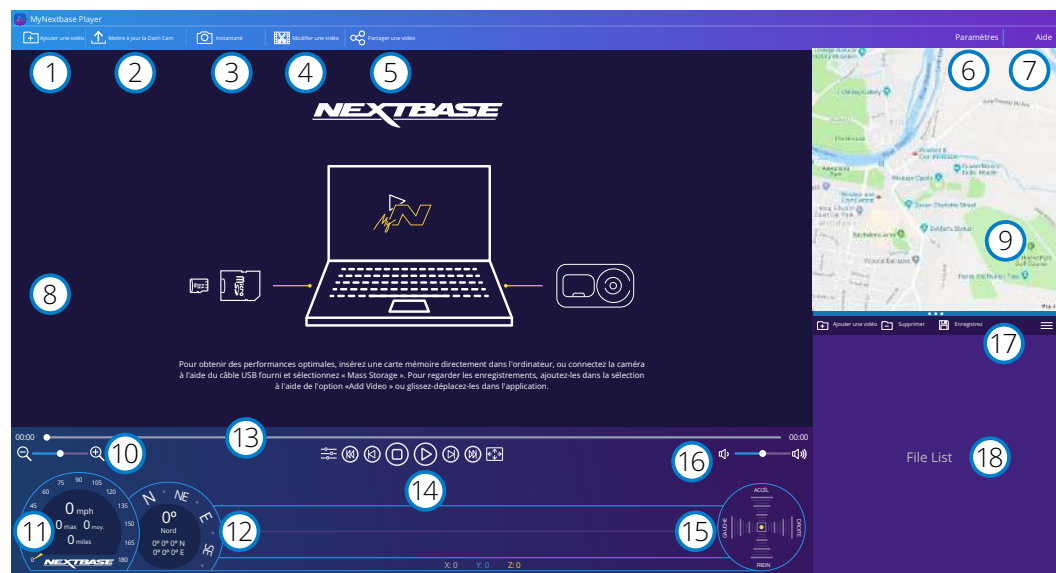 MyNextbase Player
Ajouter une vidéo
Mettre à jour la Dash Cam
Instantané
Modifier une vidéo
Partager une vidéo
Paramètres
Aide
1
2
3
4
5
6
7
NEXTBASE
My N
micro
8
9
Pour obtenir des performances optimales, insérez une carte mémoire directement dans l'ordinateur, ou connectez la caméra
à l'aide du câble USB fourni et sélectionnez « Mass Storage ». Pour regarder les enregistrements, ajoutez-les dans la sélection
à l'aide de l'option «Add Video » ou glissez-déplacez-les dans l'application.
Ajouter une vidéo
Supprimer
Enregistrez
17
00:00
13
00:00
10
14
16
File List
18
0
45
60
75
90
105
120
135
150
165
180
0 mph
0 max
0 moy.
0 miles
NEXTBASE
11
N
NE
E
SE
0°
Nord
0° 0° 0° N
0° 0° 0° E
12
15
ACCÉL
GAUCHE
DROITE
FREIN
X: 0
Y: 0
Z: 0